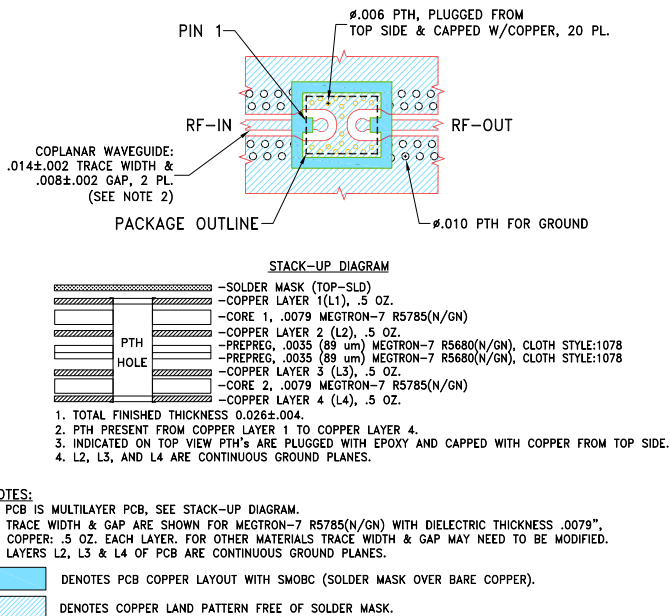 ø.006 PTH, PLUGGED FROM
TOP SIDE & CAPPED W/COPPER, 20 PL.
PIN 1
RF-IN
RF-OUT
COPLANAR WAVEGUIDE:
.014±.002 TRACE WIDTH &
.008±.002 GAP, 2 PL.
(SEE NOTE 2)
PACKAGE OUTLINE
ø.010 PTH FOR GROUND
STACK-UP DIAGRAM
-SOLDER MASK (TOP-SLD)
-COPPER LAYER 1(L1), .5 OZ.
-CORE 1, .0079 MEGTRON-7 R5785(N/GN)
-COPPER LAYER 2 (L2), .5 OZ.
-PREPREG, .0035 (89 um) MEGTRON-7 R5680(N/GN), CLOTH STYLE:1078
-PREPREG, .0035 (89 um) MEGTRON-7 R5680(N/GN), CLOTH STYLE:1078
-COPPER LAYER 3 (L3), .5 OZ.
-CORE 2, .0079 MEGTRON-7 R5785(N/GN)
-COPPER LAYER 4 (L4), .5 OZ.
PTH
HOLE
1. TOTAL FINISHED THICKNESS 0.026±.004.
2. PTH PRESENT FROM COPPER LAYER 1 TO COPPER LAYER 4.
3. INDICATED ON TOP VIEW PTH's ARE PLUGGED WITH EPOXY AND CAPPED WITH COPPER FROM TOP SIDE.
4. L2, L3, AND L4 ARE CONTINUOUS GROUND PLANES.
OTES:
PCB IS MULTILAYER PCB, SEE STACK-UP DIAGRAM.
TRACE WIDTH & GAP ARE SHOWN FOR MEGTRON-7 R5785(N/GN) WITH DIELECTRIC THICKNESS .0079",
COPPER: .5 OZ. EACH LAYER. FOR OTHER MATERIALS TRACE WIDTH & GAP MAY NEED TO BE MODIFIED.
LAYERS L2, L3 & L4 OF PCB ARE CONTINUOUS GROUND PLANES.
DENOTES PCB COPPER LAYOUT WITH SMOBC (SOLDER MASK OVER BARE COPPER).
DENOTES COPPER LAND PATTERN FREE OF SOLDER MASK.